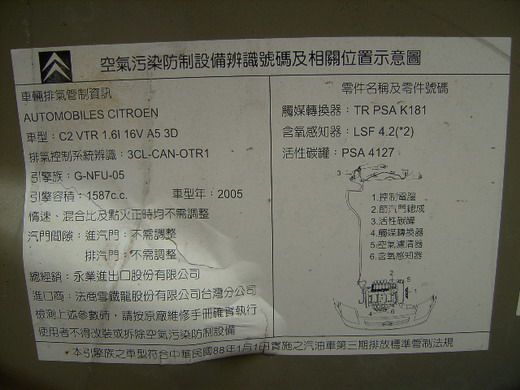 空氣污染防制設備辨識號碼及相關位置示意圖
車輛排氣管制資訊
AUTOMOBILES CITROEN
車型：C2 VTR 1.6I 16V A5 3D
排氣控制系統辨識：3CL-CAN-OTR1
引擎族：G-NFU-05
引擎容積：1587c.c. 車型年：2005
惰速、混合比及點火正時均不需調整
汽門間隙：進汽門：不需調整
排汽門：不需調整
總經銷：永業進出口股份有限公司
進口商：法商雪鐵龍股份有限公司台灣分公司
檢測上述參數時，請按原廠維修手冊確實執行
使用者不得改裝或拆除空氣污染防制設備
零件名稱及零件號碼
觸媒轉換器：TR PSA K181
含氧感知器：LSF 4.2(*2)
活性碳罐：PSA 4127
3
1.控制電腦
2.節汽門總成
3.活性碳罐
4.觸媒轉換器
5.空氣濾清器
6.含氧感知器
本引擎族之車型符合中華民國88年1月1日實施之汽油車第三期排放標準管制法規